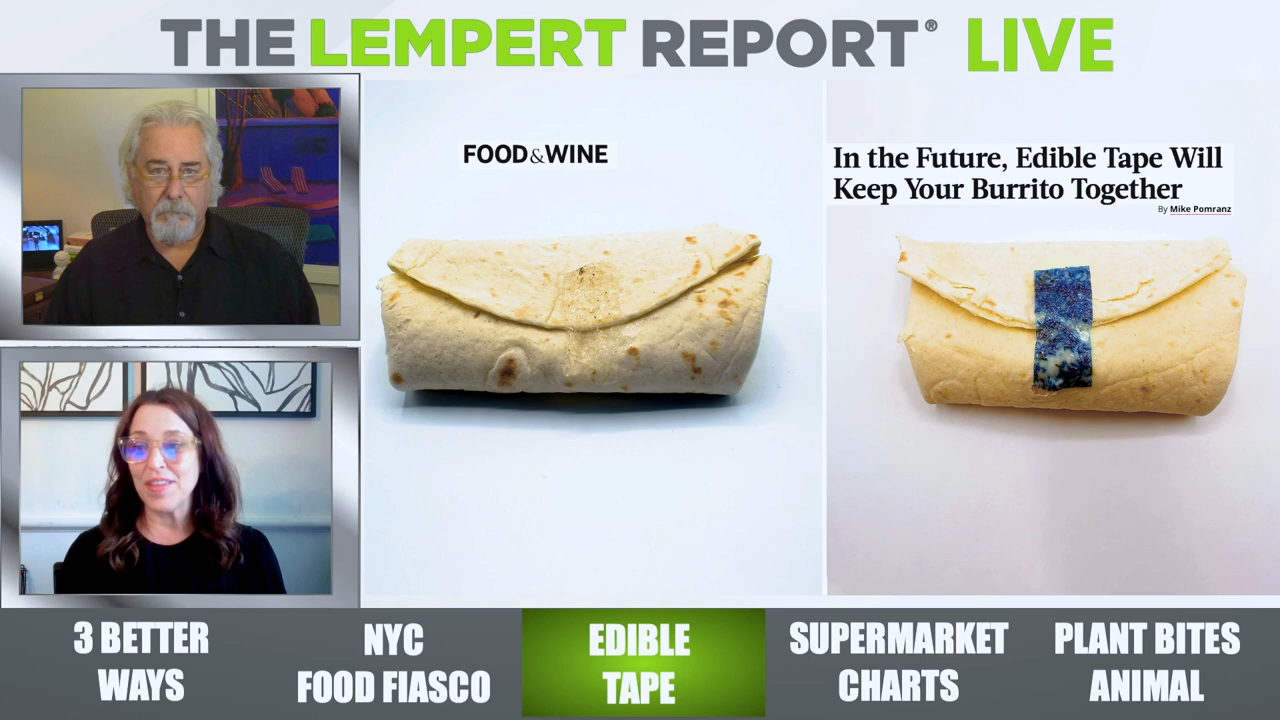 THE LEMPERT REPORT® LIVE
FOOD&WINE
In the Future, Edible Tape Will
Keep Your Burrito Together
By Mike Pomranz
3 BETTER
WAYS
NYC
FOOD FIASCO
EDIBLE
TAPE
SUPERMARKET
CHARTS
PLANT BITES
ANIMAL